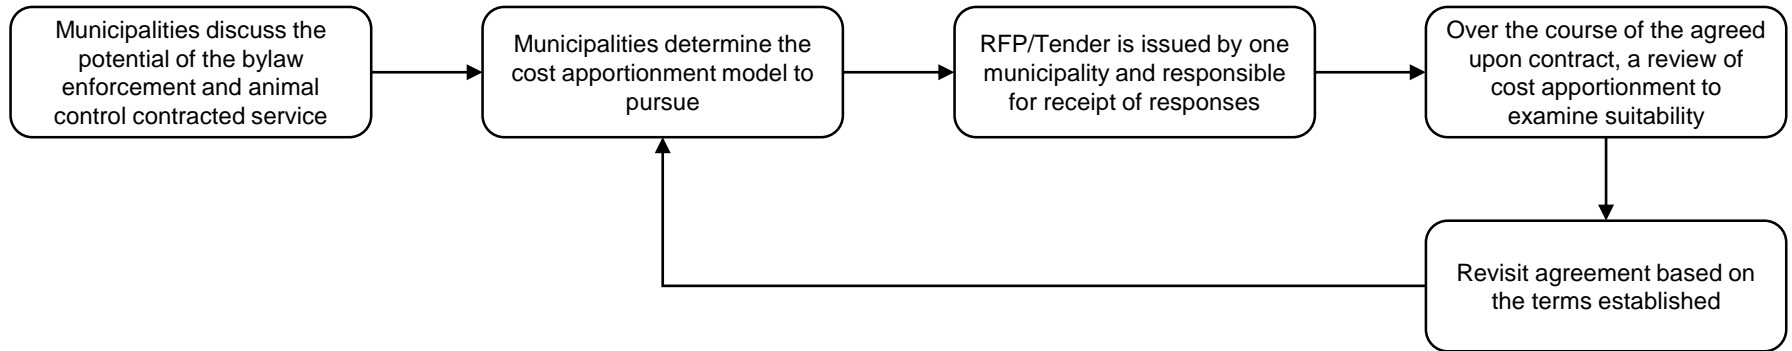 Municipalities discuss the
potential of the bylaw
enforcement and animal
control contracted service
Municipalities determine the
cost apportionment model to
pursue
RFP/Tender is issued by one
municipality and responsible
for receipt of responses
Over the course of the agreed
upon contract, a review of
cost apportionment to
examine suitability
Revisit agreement based on
the terms established